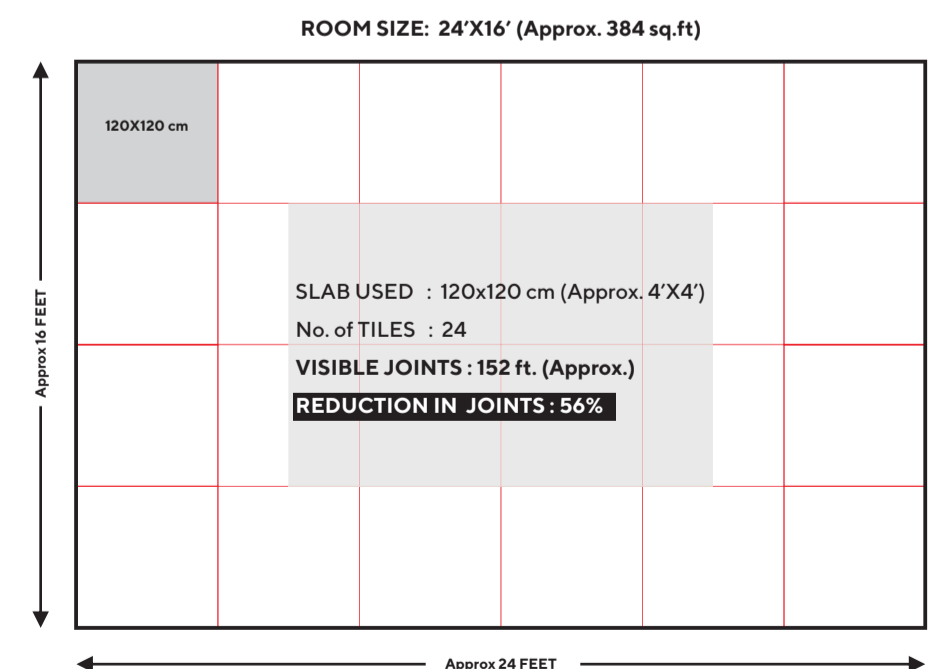 ROOM SIZE: 24’X16’ (Approx. 384 sq.ft)
120X120 cm
Approx 16 FEET
SLAB USED : 120x120 cm (Approx. 4’X4’)
No. of TILES : 24
VISIBLE JOINTS : 152 ft. (Approx.)
REDUCTION IN JOINTS : 56%
Approx 24 FEET